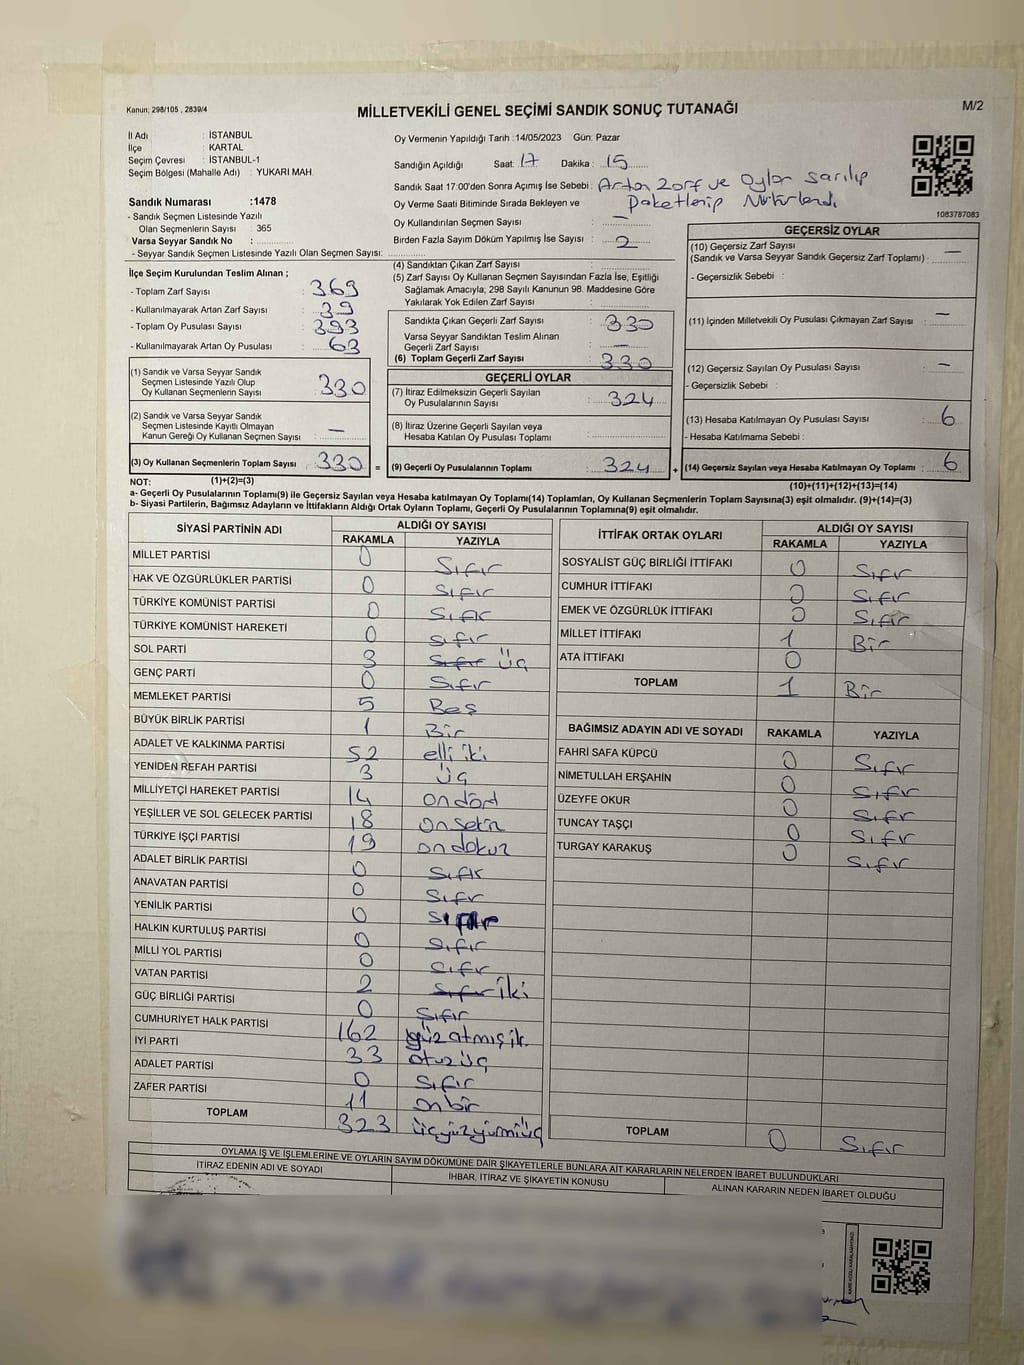 Kanun: 298/105 , 2839/4
MİLLETVEKİLİ GENEL SEÇİMİ SANDIK SONUÇ TUTANAĞI
M/2
İl Adı : İSTANBUL
İlçe : KARTAL
Seçim Çevresi : İSTANBUL-1
Seçim Bölgesi (Mahalle Adı) : YUKARI MAH.
Sandık Numarası :1478
- Sandık Seçmen Listesinde Yazılı
Olan Seçmenlerin Sayısı : 365
Varsa Seyyar Sandık No :
- Seyyar Sandık Seçmen Listesinde Yazılı Olan Seçmen Sayısı:
Oy Vermenin Yapıldığı Tarih :14/05/2023 Gün: Pazar
Sandığın Açıldığı Saat: 17 Dakika : 15
Sandık Saat 17:00'den Sonra Açımış İse Sebebi : Artan zarf ve oylar sarılıp
Oy Verme Saati Bitiminde Sırada Bekleyen ve paketlenip Mühürlendi
Oy Kullandırılan Seçmen Sayısı : —
Birden Fazla Sayım Döküm Yapılmış İse Sayısı : 2
1083787083
İlçe Seçim Kurulundan Teslim Alınan ;
- Toplam Zarf Sayısı : 369
- Kullanılmayarak Artan Zarf Sayısı : 39
- Toplam Oy Pusulası Sayısı : 393
- Kullanılmayarak Artan Oy Pusulası : 63
(1) Sandık ve Varsa Seyyar Sandık
Seçmen Listesinde Yazılı Olup
Oy Kullanan Seçmenlerin Sayısı : 330
(2) Sandık ve Varsa Seyyar Sandık
Seçmen Listesinde Kayıtlı Olmayan
Kanun Gereği Oy Kullanan Seçmen Sayısı : —
(3) Oy Kullanan Seçmenlerin Toplam Sayısı : 330 =
(4) Sandıktan Çıkan Zarf Sayısı :
(5) Zarf Sayısı Oy Kullanan Seçmen Sayısından Fazla İse, Eşitliği
Sağlamak Amacıyla; 298 Sayılı Kanunun 98. Maddesine Göre
Yakılarak Yok Edilen Zarf Sayısı :
Sandıkta Çıkan Geçerli Zarf Sayısı : 330
Varsa Seyyar Sandıktan Teslim Alınan
Geçerli Zarf Sayısı : —
(6) Toplam Geçerli Zarf Sayısı : 330
GEÇERLİ OYLAR
(7) İtiraz Edilmeksizin Geçerli Sayılan
Oy Pusulalarının Sayısı : 324
(8) İtiraz Üzerine Geçerli Sayılan veya
Hesaba Katılan Oy Pusulası Toplamı :
(9) Geçerli Oy Pusulalarının Toplamı : 324 +
GEÇERSİZ OYLAR
(10) Geçersiz Zarf Sayısı
(Sandık ve Varsa Seyyar Sandık Geçersiz Zarf Toplamı) : —
- Geçersizlik Sebebi :
(11) İçinden Milletvekili Oy Pusulası Çıkmayan Zarf Sayısı : —
(12) Geçersiz Sayılan Oy Pusulası Sayısı : —
- Geçersizlik Sebebi :
(13) Hesaba Katılmayan Oy Pusulası Sayısı : 6
- Hesaba Katılmama Sebebi :
(14) Geçersiz Sayılan veya Hesaba Katılmayan Oy Toplamı : 6
NOT: (1)+(2)=(3)
(10)+(11)+(12)+(13)=(14)
a- Geçerli Oy Pusulalarının Toplamı(9) ile Geçersiz Sayılan veya Hesaba katılmayan Oy Toplamı(14) Toplamları, Oy Kullanan Seçmenlerin Toplam Sayısına(3) eşit olmalıdır. (9)+(14)=(3)
b- Siyasi Partilerin, Bağımsız Adayların ve İttifakların Aldığı Ortak Oyların Toplamı, Geçerli Oy Pusulalarının Toplamına(9) eşit olmalıdır.
SİYASİ PARTİNİN ADI ALDIĞI OY SAYISI
RAKAMLA YAZIYLA
MİLLET PARTİSİ 0 Sıfır
HAK VE ÖZGÜRLÜKLER PARTİSİ 0 Sıfır
TÜRKİYE KOMÜNİST PARTİSİ 0 Sıfır
TÜRKİYE KOMÜNİST HAREKETİ 0 Sıfır
SOL PARTİ 3 Sıfır Üç
GENÇ PARTİ 0 Sıfır
MEMLEKET PARTİSİ 5 Beş
BÜYÜK BİRLİK PARTİSİ 1 Bir
ADALET VE KALKINMA PARTİSİ 52 elli iki
YENİDEN REFAH PARTİSİ 3 üç
MİLLİYETÇİ HAREKET PARTİSİ 14 ondört
YEŞİLLER VE SOL GELECEK PARTİSİ 18 onsekiz
TÜRKİYE İŞÇİ PARTİSİ 19 ondokuz
ADALET BİRLİK PARTİSİ 0 Sıfır
ANAVATAN PARTİSİ 0 Sıfır
YENİLİK PARTİSİ 0 Sıfır
HALKIN KURTULUŞ PARTİSİ 0 Sıfır
MİLLİ YOL PARTİSİ 0 Sıfır
VATAN PARTİSİ 2 Sıfır İki
GÜÇ BİRLİĞİ PARTİSİ 0 Sıfır
CUMHURİYET HALK PARTİSİ 162 yüz atmış ik.
İYİ PARTİ 33 otuz üç
ADALET PARTİSİ 0 Sıfır
ZAFER PARTİSİ 11 onbir
TOPLAM 323 üçyüzyirmiüç
İTTİFAK ORTAK OYLARI ALDIĞI OY SAYISI
RAKAMLA YAZIYLA
SOSYALİST GÜÇ BİRLİĞİ İTTİFAKI 0 Sıfır
CUMHUR İTTİFAKI 0 Sıfır
EMEK VE ÖZGÜRLÜK İTTİFAKI 0 Sıfır
MİLLET İTTİFAKI 1 Bir
ATA İTTİFAKI 0
TOPLAM 1 Bir
BAĞIMSIZ ADAYIN ADI VE SOYADI RAKAMLA YAZIYLA
FAHRİ SAFA KÜPCÜ 0 Sıfır
NİMETULLAH ERŞAHİN 0 Sıfır
ÜZEYFE OKUR 0 Sıfır
TUNCAY TAŞÇI 0 Sıfır
TURGAY KARAKUŞ 0 Sıfır
TOPLAM 0 Sıfır
OYLAMA İŞ VE İŞLEMLERİNE VE OYLARIN SAYIM DÖKÜMÜNE DAİR ŞİKAYETLERLE BUNLARA AİT KARARLARIN NELERDEN İBARET BULUNDUKLARI
İTİRAZ EDENİN ADI VE SOYADI İHBAR, İTİRAZ VE ŞİKAYETİN KONUSU ALINAN KARARIN NEDEN İBARET OLDUĞU